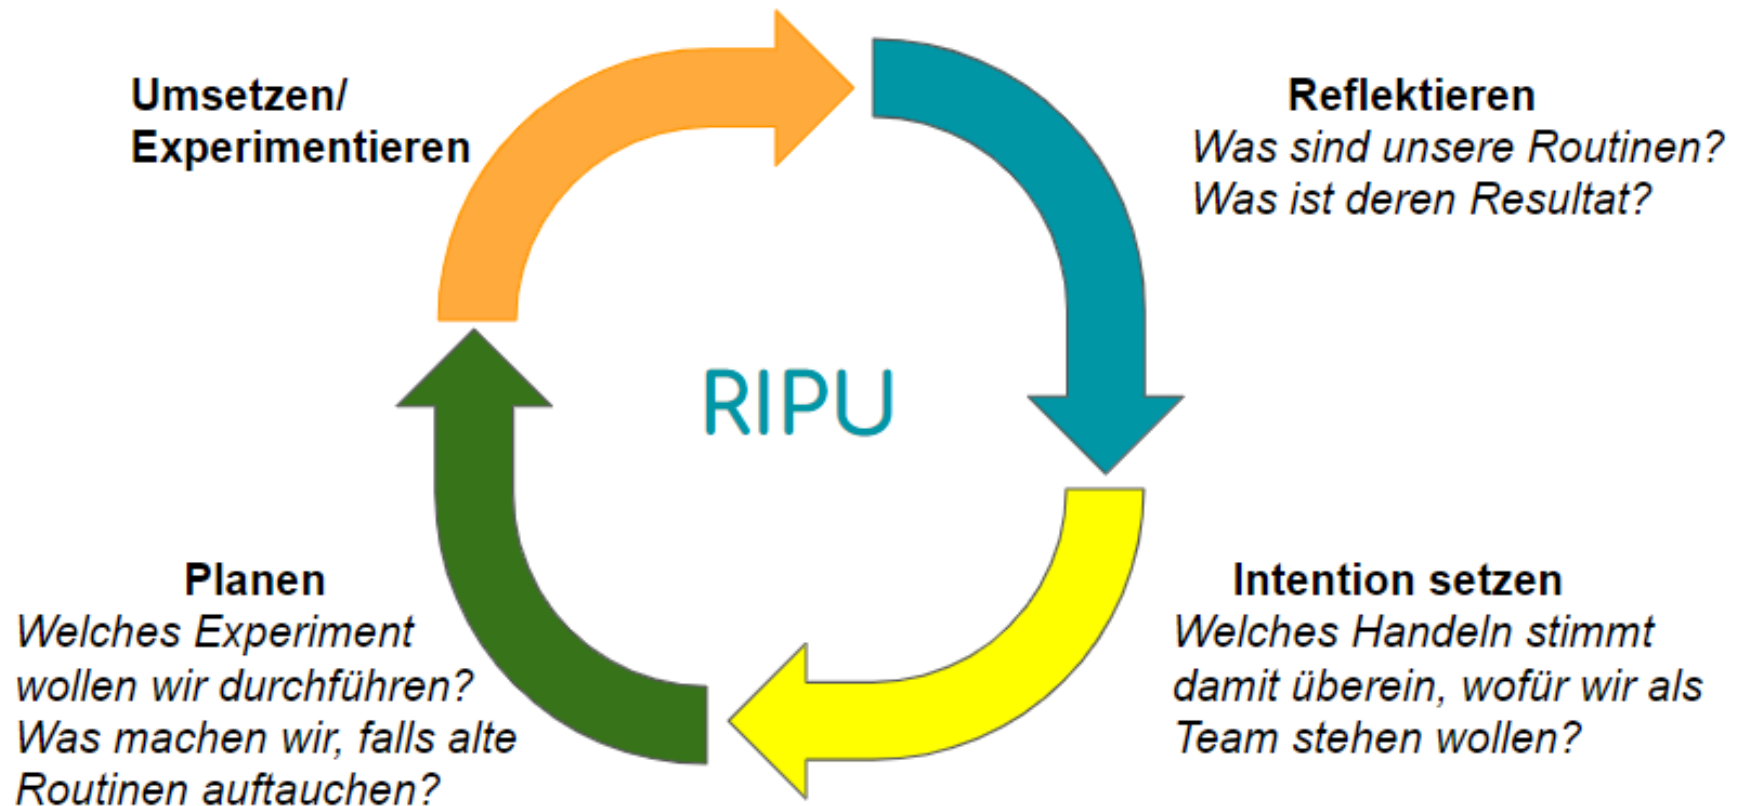 Umsetzen/
Experimentieren
Reflektieren
Was sind unsere Routinen?
Was ist deren Resultat?
RIPU
Planen
Welches Experiment
wollen wir durchführen?
Was machen wir, falls alte
Routinen auftauchen?
Intention setzen
Welches Handeln stimmt
damit überein, wofür wir als
Team stehen wollen?